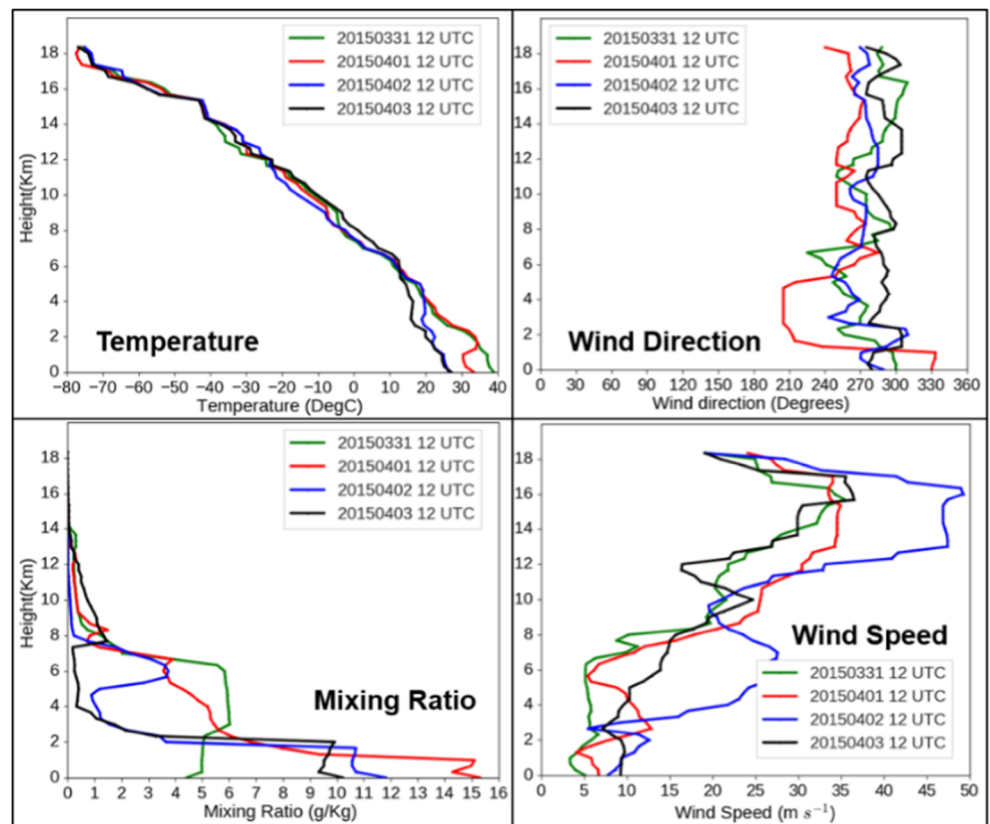 20150331 12 UTC
20150401 12 UTC
20150402 12 UTC
20150403 12 UTC
Height(Km)
18
16
14
12
10
8
6
4
2
0
Temperature
−80 −70 −60 −50 −40 −30 −20 −10 0 10 20 30 40
Temperature (DegC)
20150331 12 UTC
20150401 12 UTC
20150402 12 UTC
20150403 12 UTC
18
16
14
12
10
8
6
4
2
0
Wind Direction
0 30 60 90 120 150 180 210 240 270 300 330 360
Wind direction (Degrees)
20150331 12 UTC
20150401 12 UTC
20150402 12 UTC
20150403 12 UTC
Height(Km)
18
16
14
12
10
8
6
4
2
0
Mixing Ratio
0 1 2 3 4 5 6 7 8 9 10 11 12 13 14 15 16
Mixing Ratio (g/Kg)
18
16
14
12
10
8
6
4
2
0
Wind Speed
20150331 12 UTC
20150401 12 UTC
20150402 12 UTC
20150403 12 UTC
0 5 10 15 20 25 30 35 40 45 50
Wind Speed (m s⁻¹)